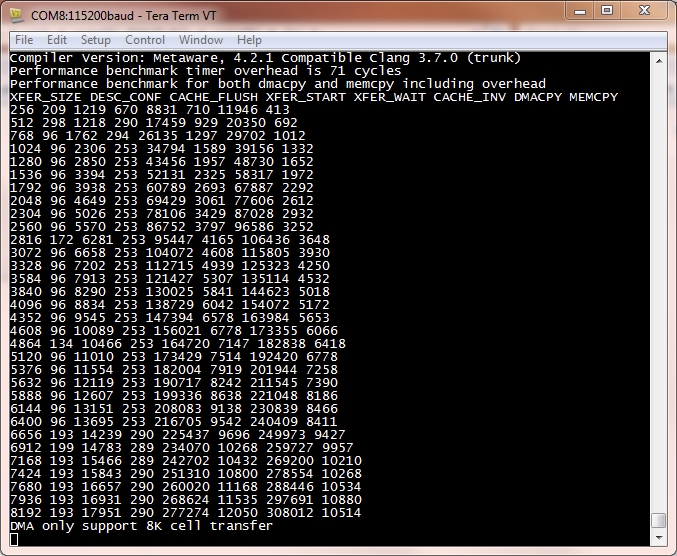 COM8:115200baud - Tera Term VT
File Edit Setup Control Window Help
Compiler Version: Metaware, 4.2.1 Compatible Clang 3.7.0 (trunk)
Performance benchmark timer overhead is 71 cycles
Performance benchmark for both dmacpy and memcpy including overhead
XFER_SIZE DESC_CONF CACHE_FLUSH XFER_START XFER_WAIT CACHE_INV DMACPY MEMCPY
256 209 1219 670 8831 710 11946 413
512 298 1218 290 17459 929 20350 692
768 96 1762 294 26135 1297 29702 1012
1024 96 2306 253 34794 1589 39156 1332
1280 96 2850 253 43456 1957 48730 1652
1536 96 3394 253 52131 2325 58317 1972
1792 96 3938 253 60789 2693 67887 2292
2048 96 4649 253 69429 3061 77606 2612
2304 96 5026 253 78106 3429 87028 2932
2560 96 5570 253 86752 3797 96586 3252
2816 172 6281 253 95447 4165 106436 3648
3072 96 6658 253 104072 4608 115805 3930
3328 96 7202 253 112715 4939 125323 4250
3584 96 7913 253 121427 5307 135114 4532
3840 96 8290 253 130025 5841 144623 5018
4096 96 8834 253 138729 6042 154072 5172
4352 96 9545 253 147394 6578 163984 5653
4608 96 10089 253 156021 6778 173355 6066
4864 134 10466 253 164720 7147 182838 6418
5120 96 11010 253 173429 7514 192420 6778
5376 96 11554 253 182004 7919 201944 7258
5632 96 12119 253 190717 8242 211545 7390
5888 96 12607 253 199336 8638 221048 8186
6144 96 13151 253 208083 9138 230839 8466
6400 96 13695 253 216705 9542 240409 8411
6656 193 14239 290 225437 9696 249973 9427
6912 199 14783 289 234070 10268 259727 9957
7168 193 15466 289 242702 10432 269200 10210
7424 193 15843 290 251310 10800 278554 10268
7680 193 16657 290 260020 11168 288446 10534
7936 193 16931 290 268624 11535 297691 10880
8192 193 17951 290 277274 12050 308012 10514
DMA only support 8K cell transfer